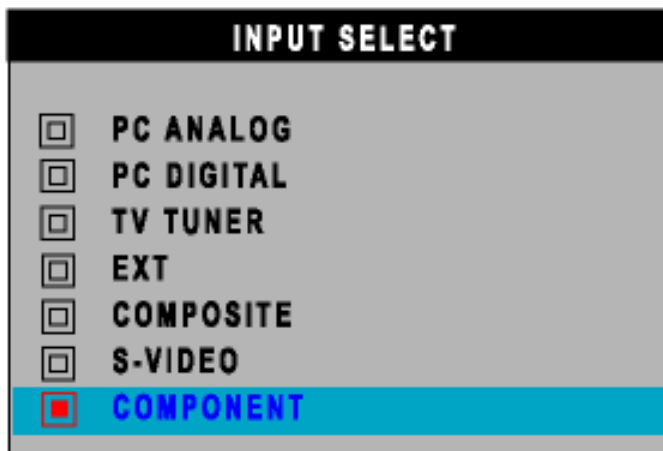 INPUT SELECT
PC ANALOG
PC DIGITAL
TV TUNER
EXT
COMPOSITE
S-VIDEO
COMPONENT